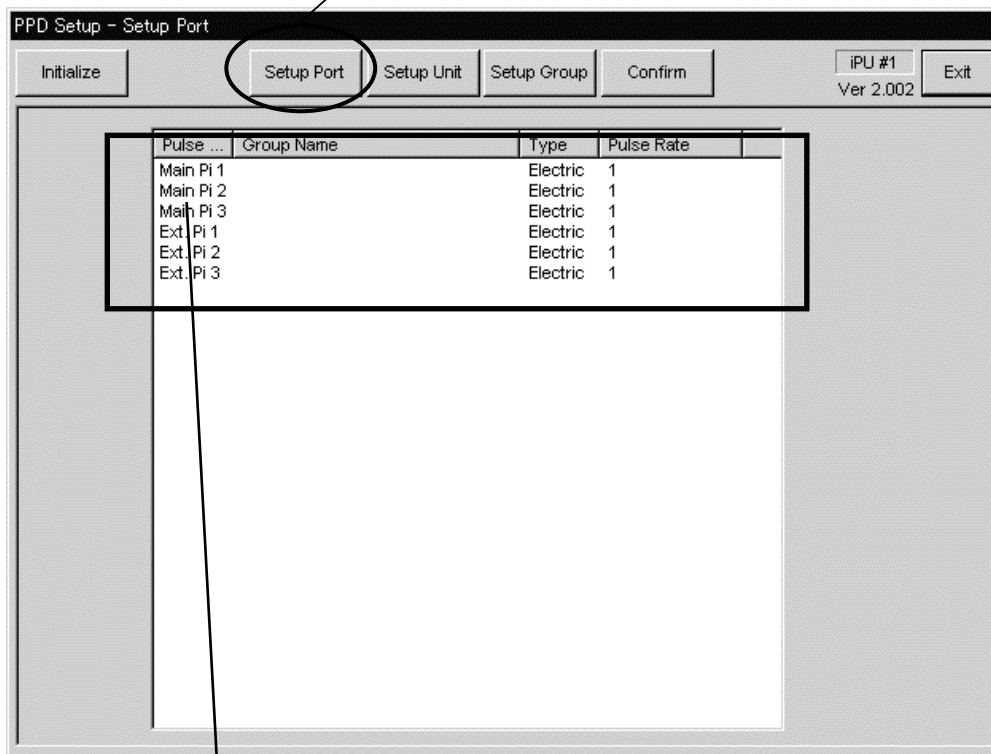 PPD Setup - Setup Port
Initialize Setup Port Setup Unit Setup Group Confirm iPU #1 Exit
Ver 2.002
Pulse ... Group Name Type Pulse Rate
Main Pi 1 Electric 1
Main Pi 2 Electric 1
Main Pi 3 Electric 1
Ext. Pi 1 Electric 1
Ext. Pi 2 Electric 1
Ext. Pi 3 Electric 1